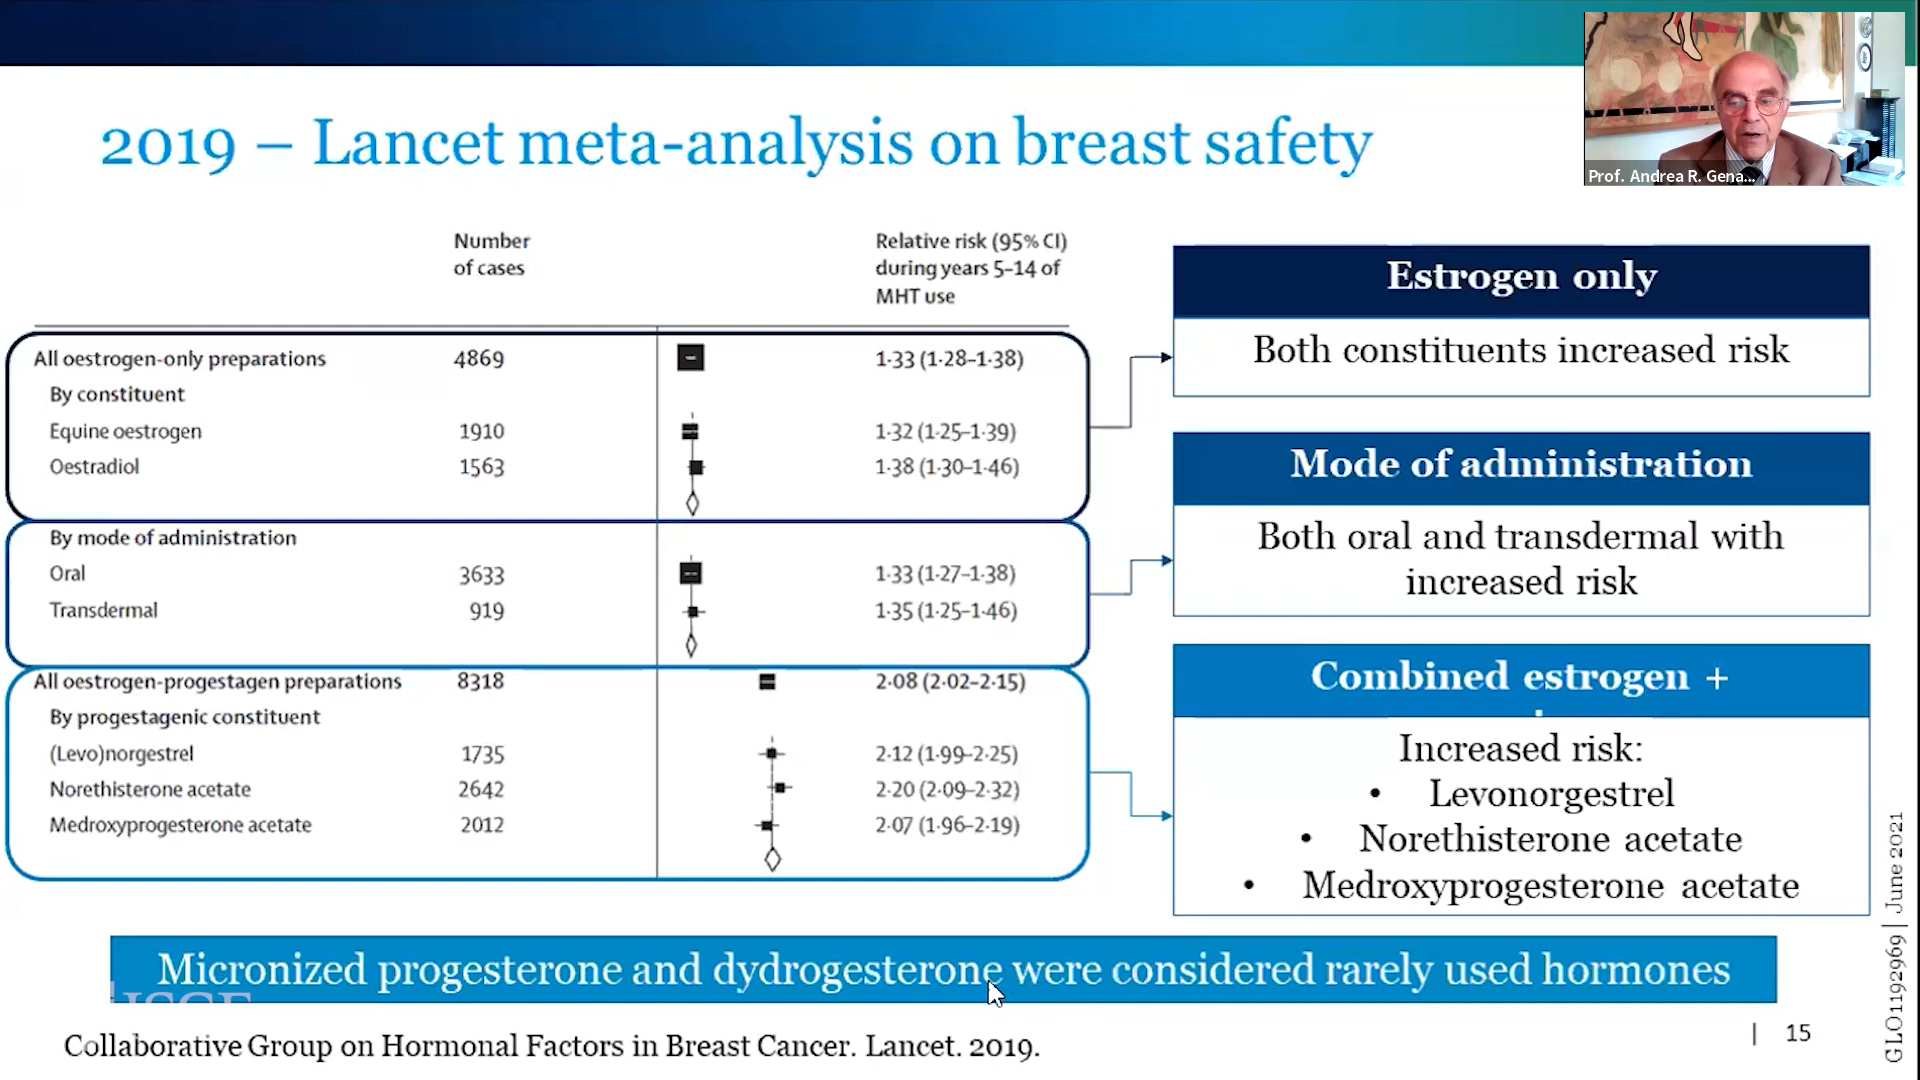 2019 – Lancet meta-analysis on breast safety
Prof. Andrea R. Gena...
Number
of cases
Relative risk (95% CI)
during years 5–14 of
MHT use
All oestrogen-only preparations 4869 1·33 (1·28–1·38)
By constituent
Equine oestrogen 1910 1·32 (1·25–1·39)
Oestradiol 1563 1·38 (1·30–1·46)
By mode of administration
Oral 3633 1·33 (1·27–1·38)
Transdermal 919 1·35 (1·25–1·46)
All oestrogen-progestagen preparations 8318 2·08 (2·02–2·15)
By progestagenic constituent
(Levo)norgestrel 1735 2·12 (1·99–2·25)
Norethisterone acetate 2642 2·20 (2·09–2·32)
Medroxyprogesterone acetate 2012 2·07 (1·96–2·19)
Estrogen only
Both constituents increased risk
Mode of administration
Both oral and transdermal with
increased risk
Combined estrogen +
Increased risk:
• Levonorgestrel
• Norethisterone acetate
• Medroxyprogesterone acetate
Micronized progesterone and dydrogesterone were considered rarely used hormones
Collaborative Group on Hormonal Factors in Breast Cancer. Lancet. 2019.
| 15
GLO1192969 | June 2021